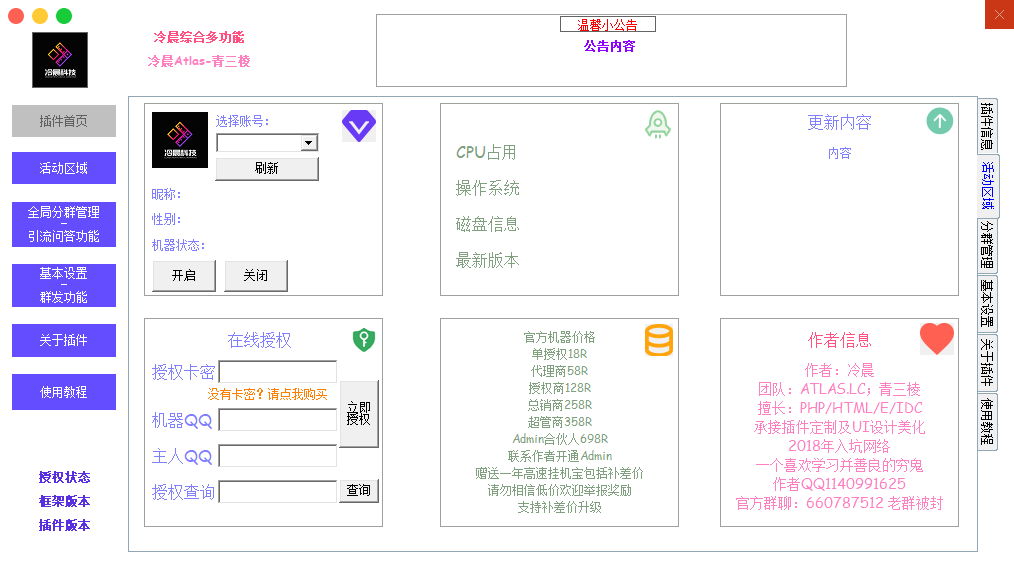 冷晨科技
冷晨综合多功能
冷晨Atlas-青三棱
温馨小公告
公告内容
插件首页
活动区域
全局分群管理
-
引流问答功能
基本设置
-
群发功能
关于插件
使用教程
授权状态
框架版本
插件版本
冷晨科技
选择账号:
刷新
昵称:
性别:
机器状态:
开启
关闭
CPU占用
操作系统
磁盘信息
最新版本
更新内容
内容
在线授权
授权卡密
没有卡密？请点我购买
机器QQ
主人QQ
授权查询
立即
授权
查询
官方机器价格
单授权18R
代理商58R
授权商128R
总销商258R
超管商358R
Admin合伙人698R
联系作者开通Admin
赠送一年高速挂机宝包括补差价
请勿相信低价欢迎举报奖励
支持补差价升级
作者信息
作者：冷晨
团队：ATLAS.LC；青三棱
擅长：PHP/HTML/E/IDC
承接插件定制及UI设计美化
2018年入坑网络
一个喜欢学习并善良的穷鬼
作者QQ1140991625
官方群聊：660787512 老群被封
插件信息
活动区域
分群管理
基本设置
关于插件
使用教程